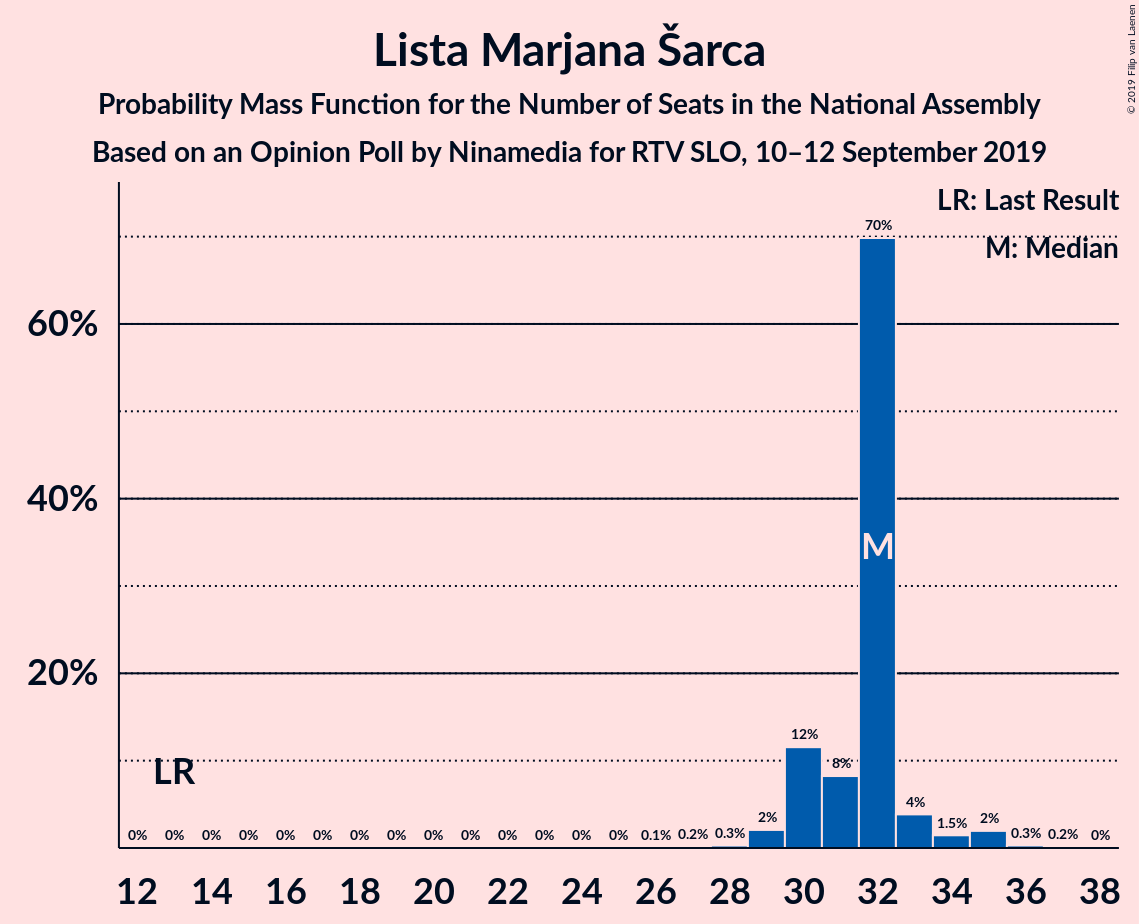 Lista Marjana Šarca
Probability Mass Function for the Number of Seats in the National Assembly
Based on an Opinion Poll by Ninamedia for RTV SLO, 10–12 September 2019
© 2019 Filip van Laenen
LR: Last Result
M: Median
70%
60%
40%
M
20%
LR
12%
8%
4%
2%
1.5%
2%
0% 0% 0% 0% 0% 0% 0% 0% 0% 0% 0% 0% 0% 0% 0.1% 0.2% 0.3% 0.3% 0.2% 0%
12 14 16 18 20 22 24 26 28 30 32 34 36 38